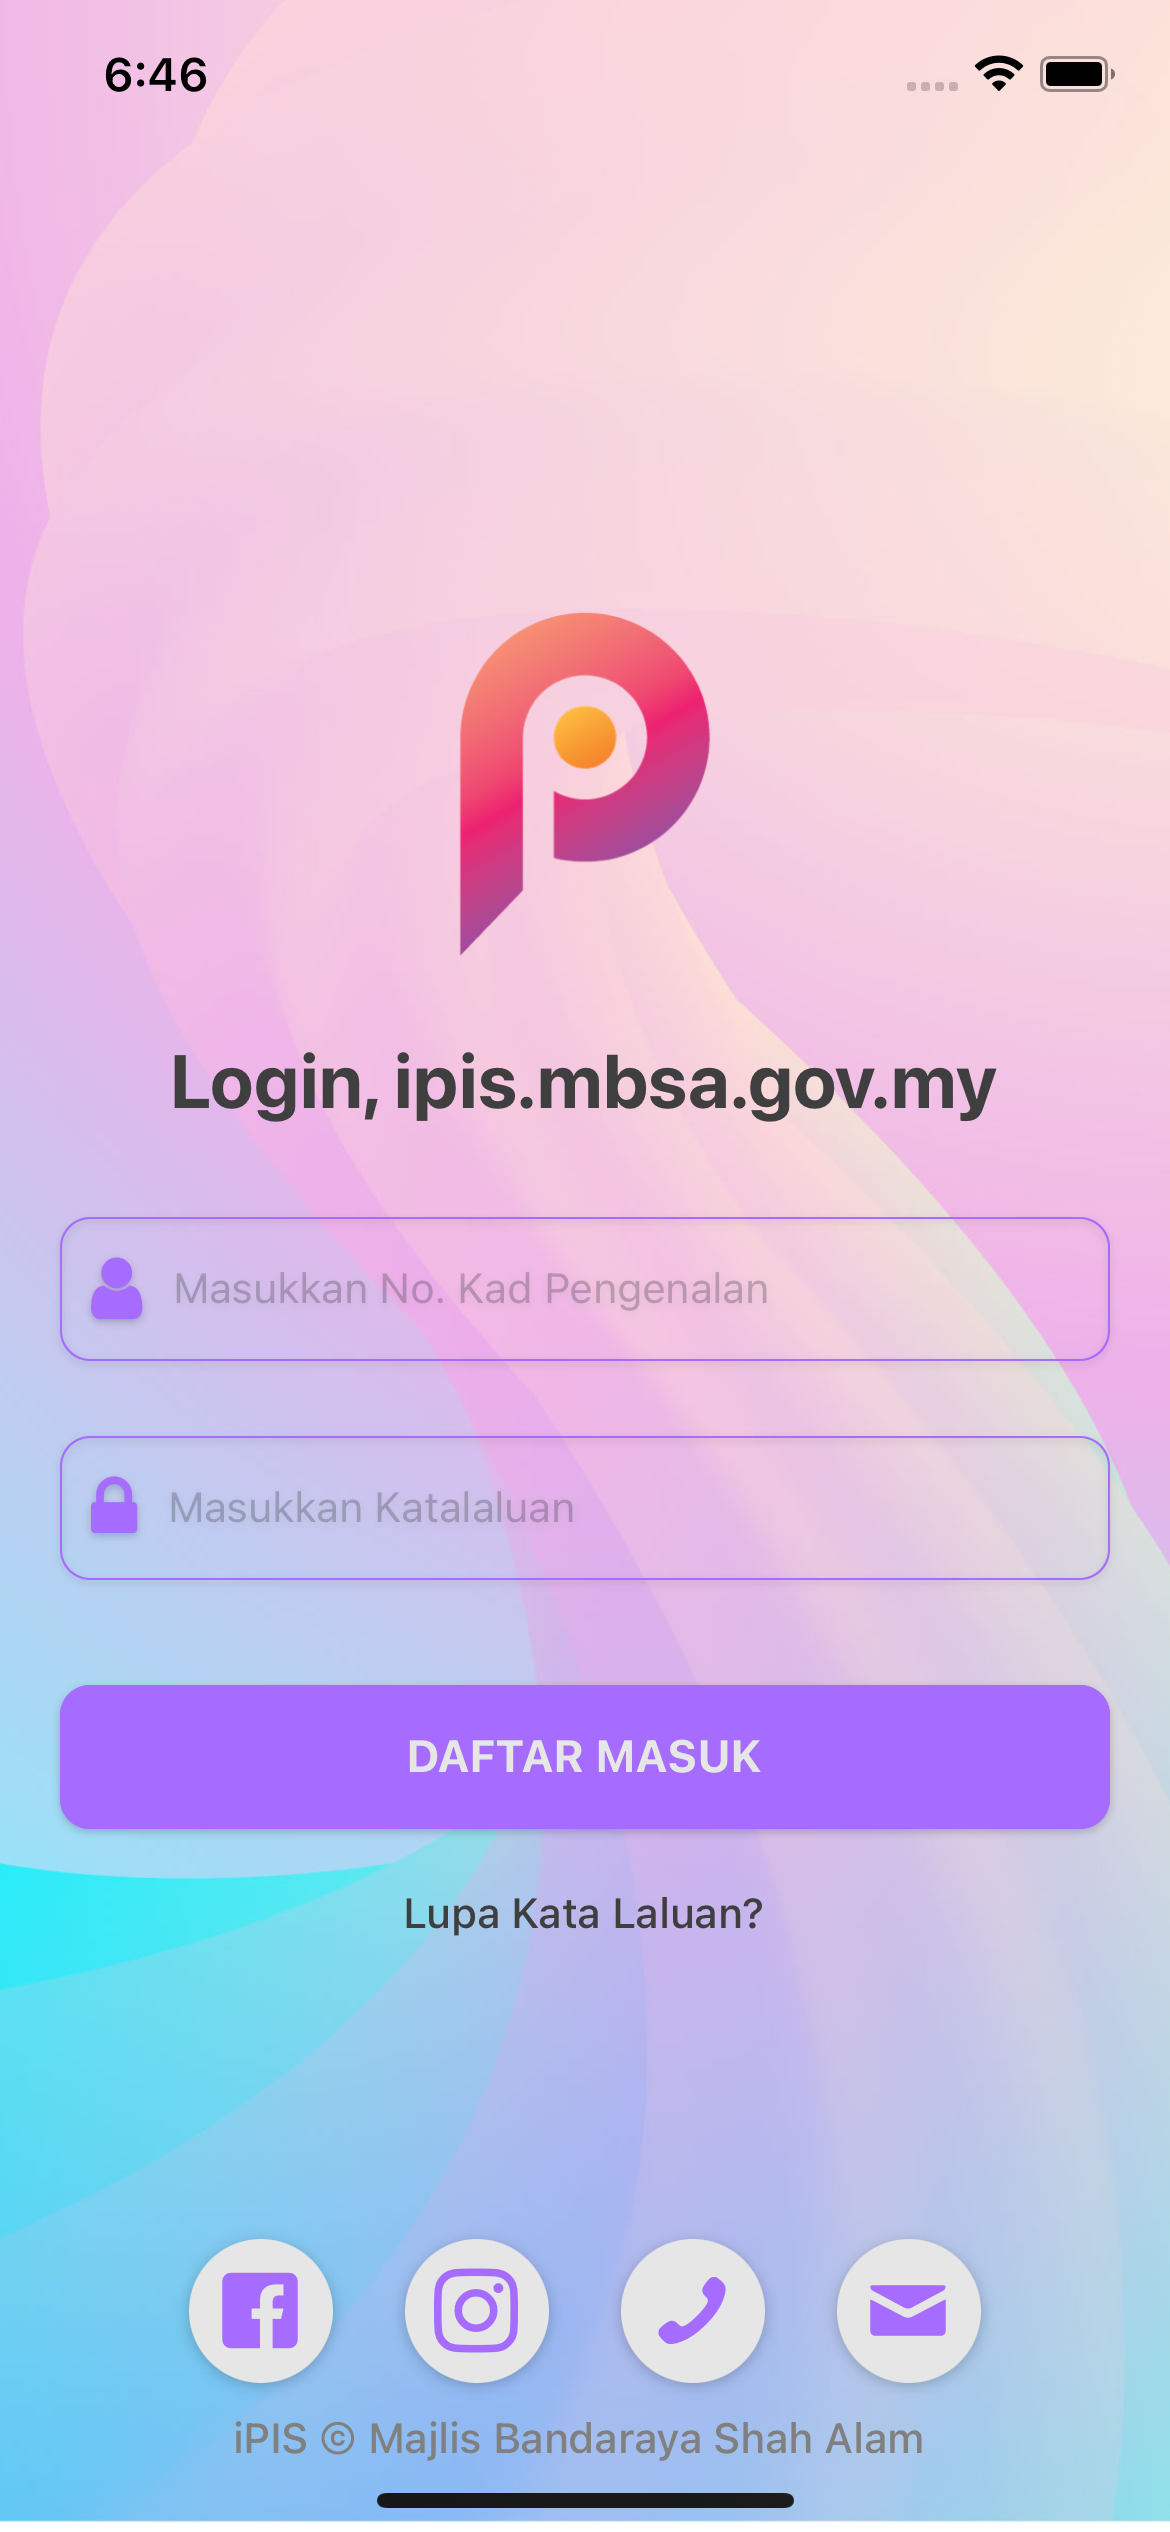 6:46
Login, ipis.mbsa.gov.my
Masukkan No. Kad Pengenalan
Masukkan Katalaluan
DAFTAR MASUK
Lupa Kata Laluan?
iPIS © Majlis Bandaraya Shah Alam